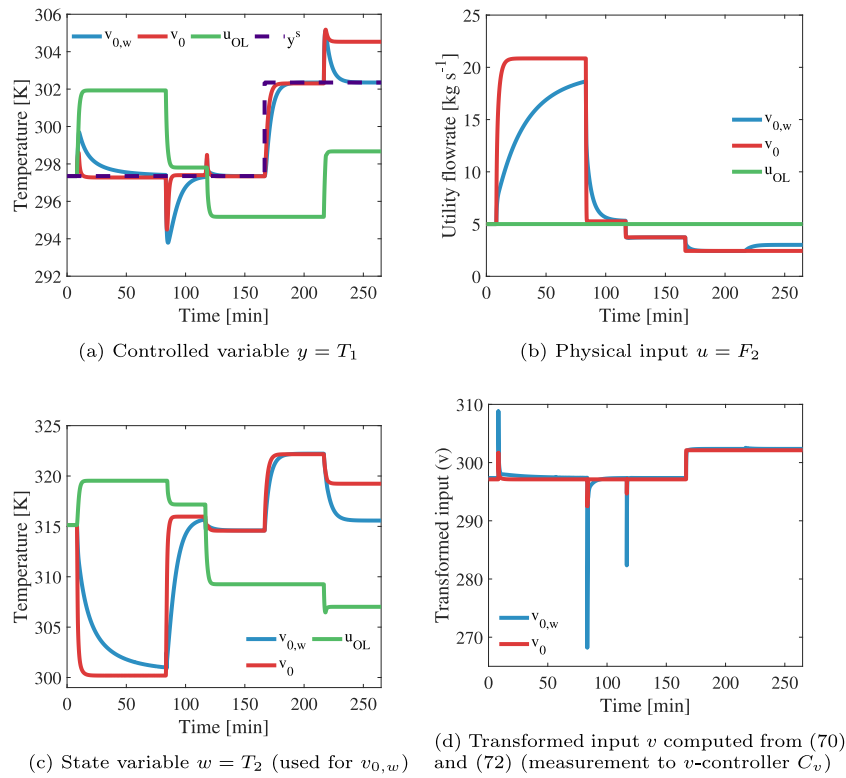 306
304
302
300
298
296
294
292
Temperature [K]
v0,w v0 uOL ys
0 50 100 150 200 250
Time [min]
(a) Controlled variable y = T1
25
20
15
10
5
0
Utility flowrate [kg s-1]
v0,w
v0
uOL
0 50 100 150 200 250
Time [min]
(b) Physical input u = F2
325
320
315
310
305
300
Temperature [K]
v0,w uOL
v0
0 50 100 150 200 250
Time [min]
(c) State variable w = T2 (used for v0,w)
310
300
290
280
270
Transformed input (v)
v0,w
v0
0 50 100 150 200 250
Time [min]
(d) Transformed input v computed from (70)
and (72) (measurement to v-controller Cv)